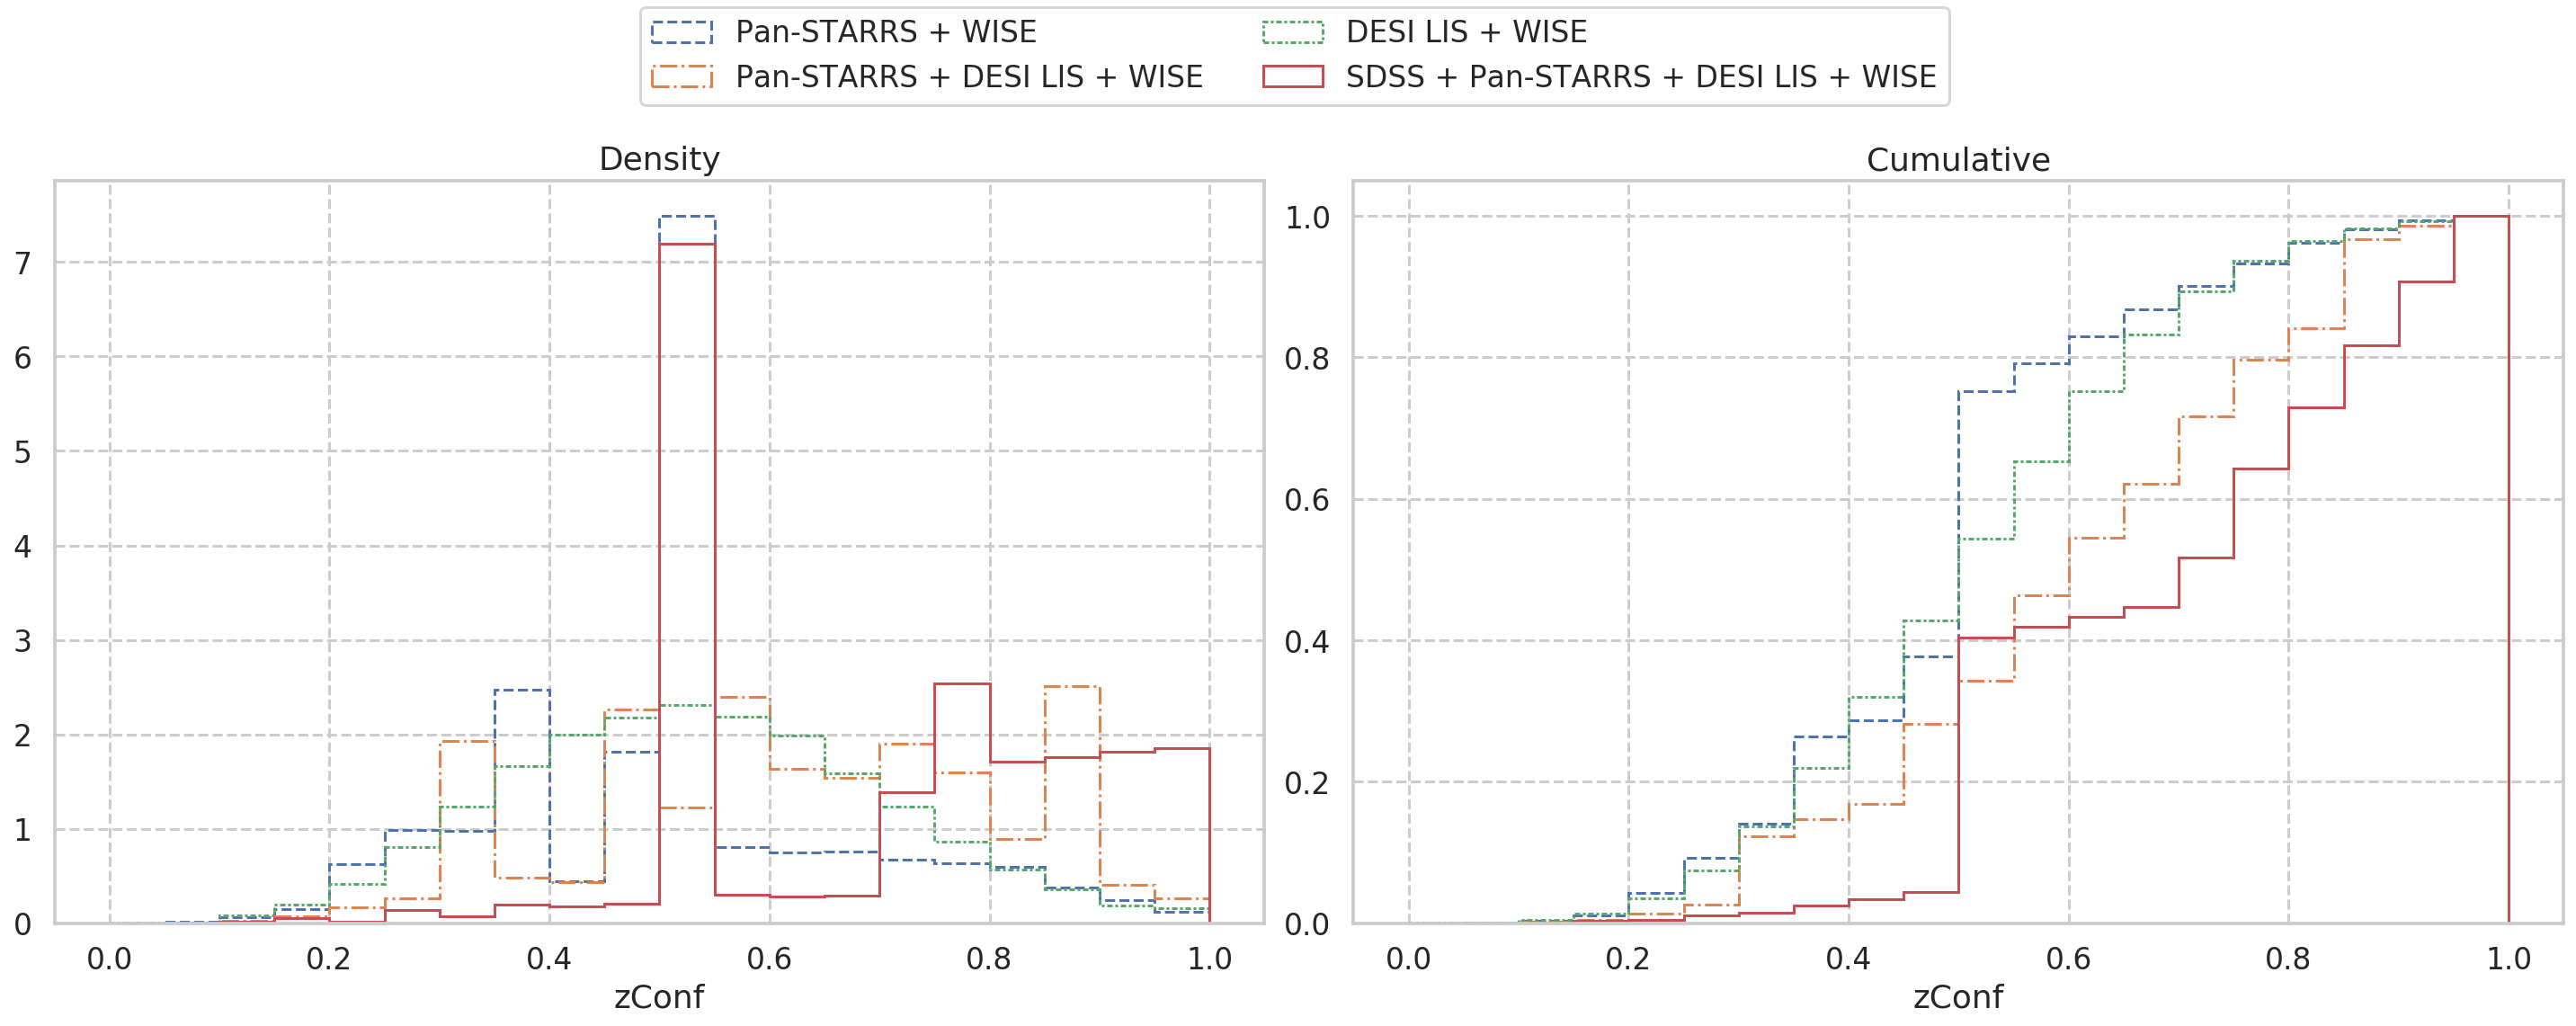 Pan-STARRS + WISE
Pan-STARRS + DESI LIS + WISE
DESI LIS + WISE
SDSS + Pan-STARRS + DESI LIS + WISE
Density
7
6
5
4
3
2
1
0
0.0 0.2 0.4 0.6 0.8 1.0
zConf
Cumulative
1.0
0.8
0.6
0.4
0.2
0.0
0.0 0.2 0.4 0.6 0.8 1.0
zConf